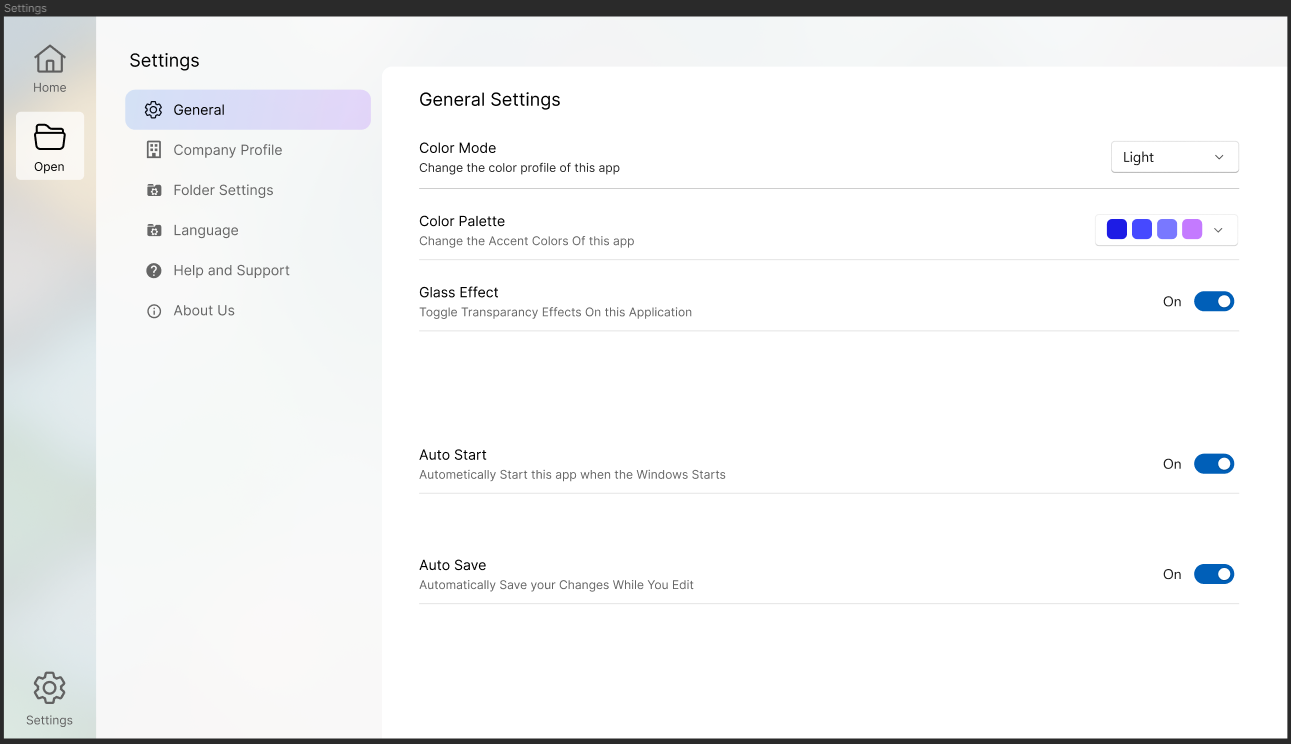 Settings
Home
Open
Settings
Settings
General
Company Profile
Folder Settings
Language
Help and Support
About Us
General Settings
Color Mode
Change the color profile of this app
Light
Color Palette
Change the Accent Colors Of this app
Glass Effect
Toggle Transparancy Effects On this Application
On
Auto Start
Autometically Start this app when the Windows Starts
On
Auto Save
Automatically Save your Changes While You Edit
On